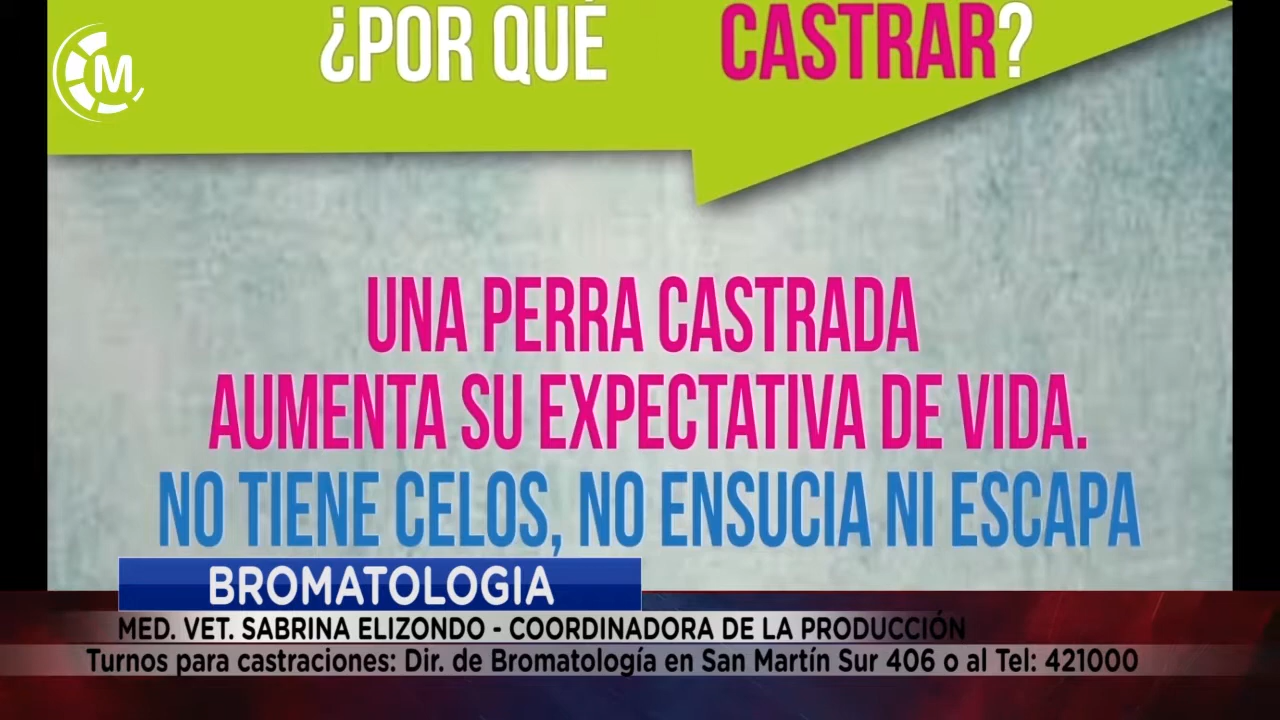 ¿POR QUÉ CASTRAR?
M
UNA PERRA CASTRADA
AUMENTA SU EXPECTATIVA DE VIDA.
NO TIENE CELOS, NO ENSUCIA NI ESCAPA
BROMATOLOGIA
MED. VET. SABRINA ELIZONDO - COORDINADORA DE LA PRODUCCIÓN
Turnos para castraciones: Dir. de Bromatología en San Martín Sur 406 o al Tel: 421000